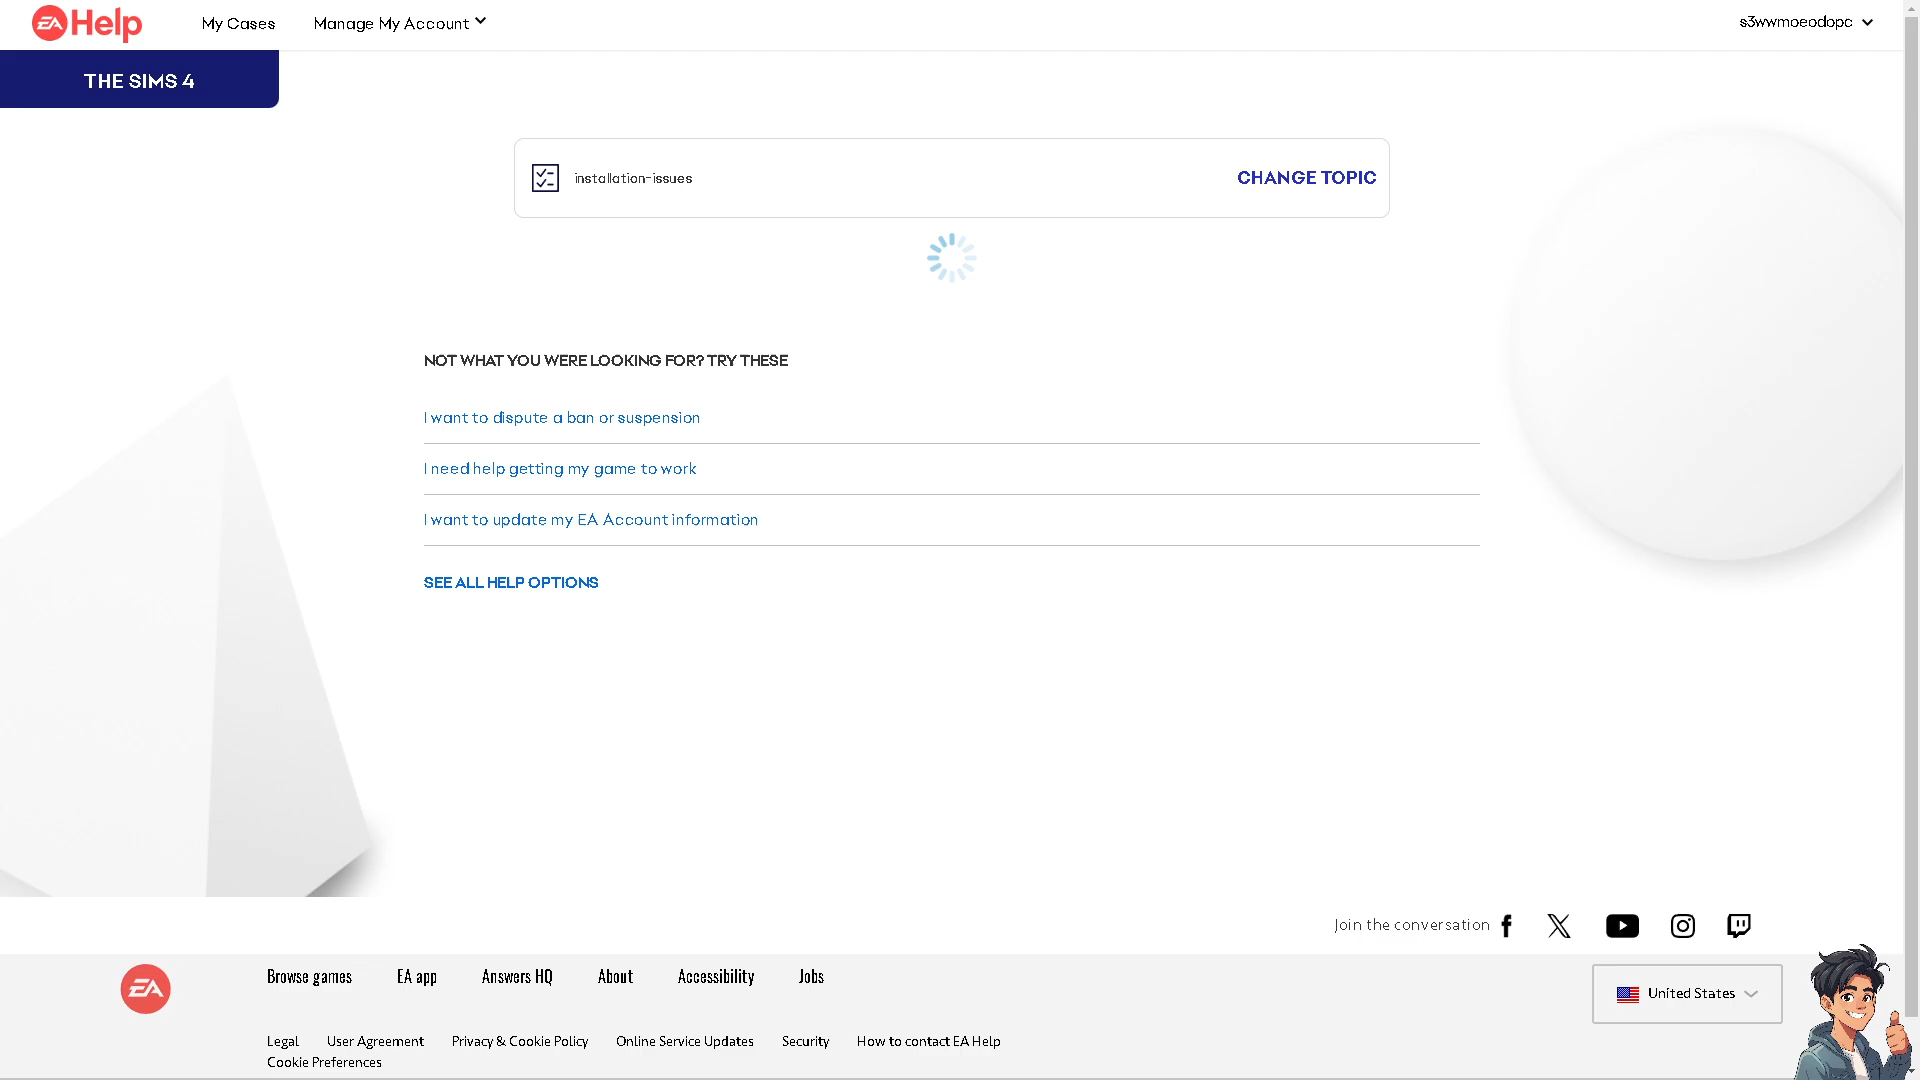 EA Help
My Cases
Manage My Account
s3wwmoeodopc
THE SIMS 4
installation-issues
CHANGE TOPIC
NOT WHAT YOU WERE LOOKING FOR? TRY THESE
I want to dispute a ban or suspension
I need help getting my game to work
I want to update my EA Account information
SEE ALL HELP OPTIONS
Join the conversation
EA
Browse games
EA app
Answers HQ
About
Accessibility
Jobs
United States
Legal
User Agreement
Privacy & Cookie Policy
Online Service Updates
Security
How to contact EA Help
Cookie Preferences